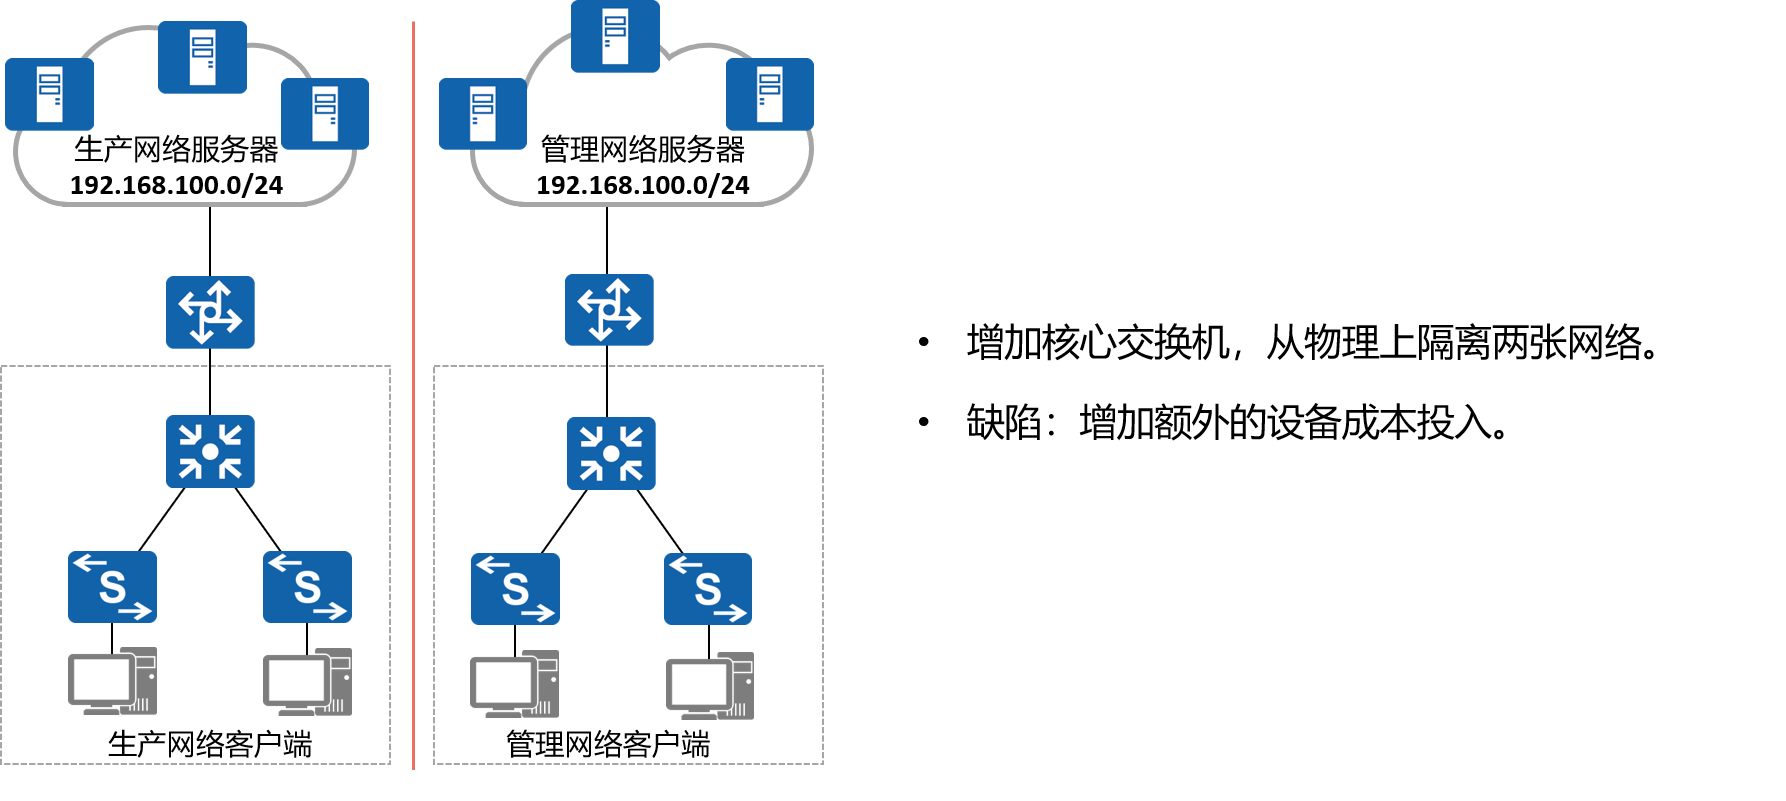 生产网络服务器
192.168.100.0/24
管理网络服务器
192.168.100.0/24
S
S
S
S
生产网络客户端
管理网络客户端
• 增加核心交换机，从物理上隔离两张网络。
• 缺陷：增加额外的设备成本投入。